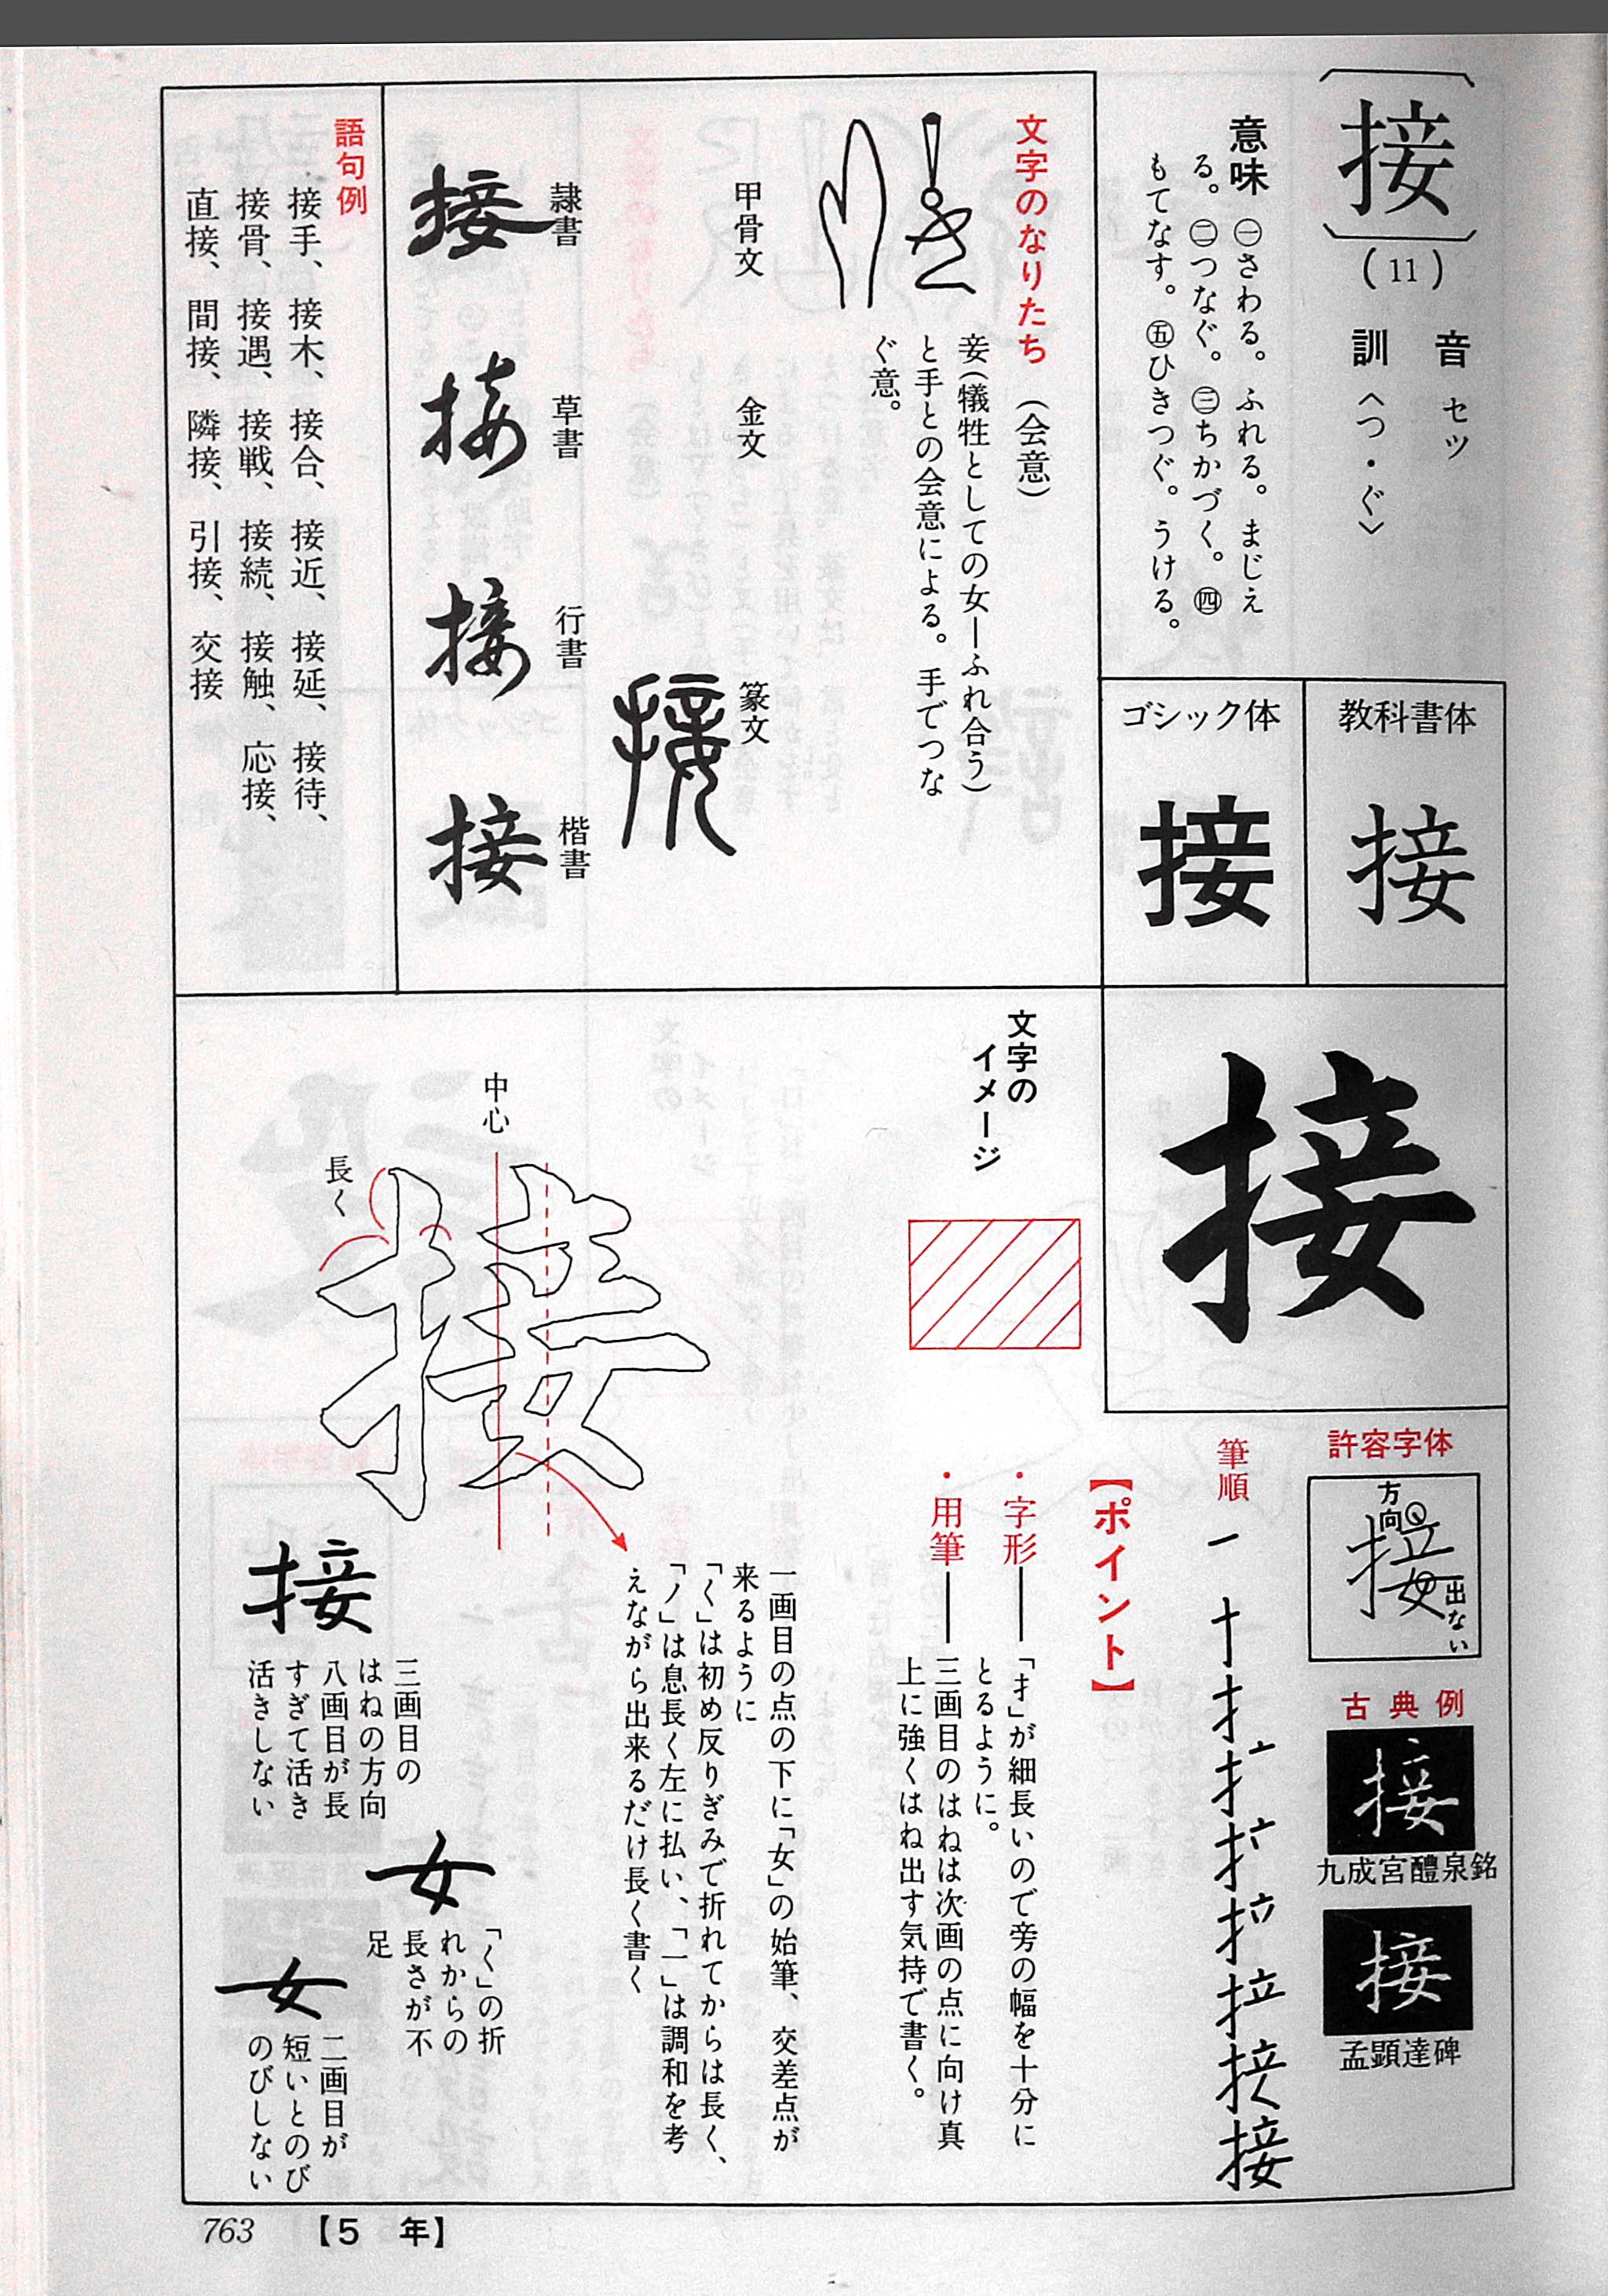 〔接〕(11)
音 セツ
訓 〈つ・ぐ〉
意味 ㊀さわる。ふれる。まじえ
る。㊁つなぐ。㊂ちかづく。㊃
もてなす。㊄ひきつぐ。うける。
教科書体
接
ゴシック体
接
文字のなりたち (会意)
妾(犠牲としての女―ふれ合う)
と手との会意による。手でつな
ぐ意。
甲骨文
金文
篆文
接
隷書
接
草書
接
行書
接
楷書
接
語句例
接手、接木、接合、接近、接延、接待、
接骨、接遇、接戦、接続、接触、応接、
直接、間接、隣接、引接、交接
接
許容字体
方向
接
出ない
古典例
接
九成宮醴泉銘
接
孟顕達碑
筆順
接
文字の
イメージ
【ポイント】
・字形――「扌」が細長いので旁の幅を十分に
とるように。
・用筆――三画目のはねは次画の点に向け真
上に強くはね出す気持で書く。
一画目の点の下に「女」の始筆、交差点が
来るように
「く」は初め反りぎみで折れてからは長く、
「ノ」は息長く左に払い、「一」は調和を考
えながら出来るだけ長く書く
中心
長く
接
接
三画目の
はねの方向
八画目が長
すぎて活き
活きしない
女
「く」の折
れからの
長さが不
足
女
二画目が
短いとのび
のびしない
763 【5 年】